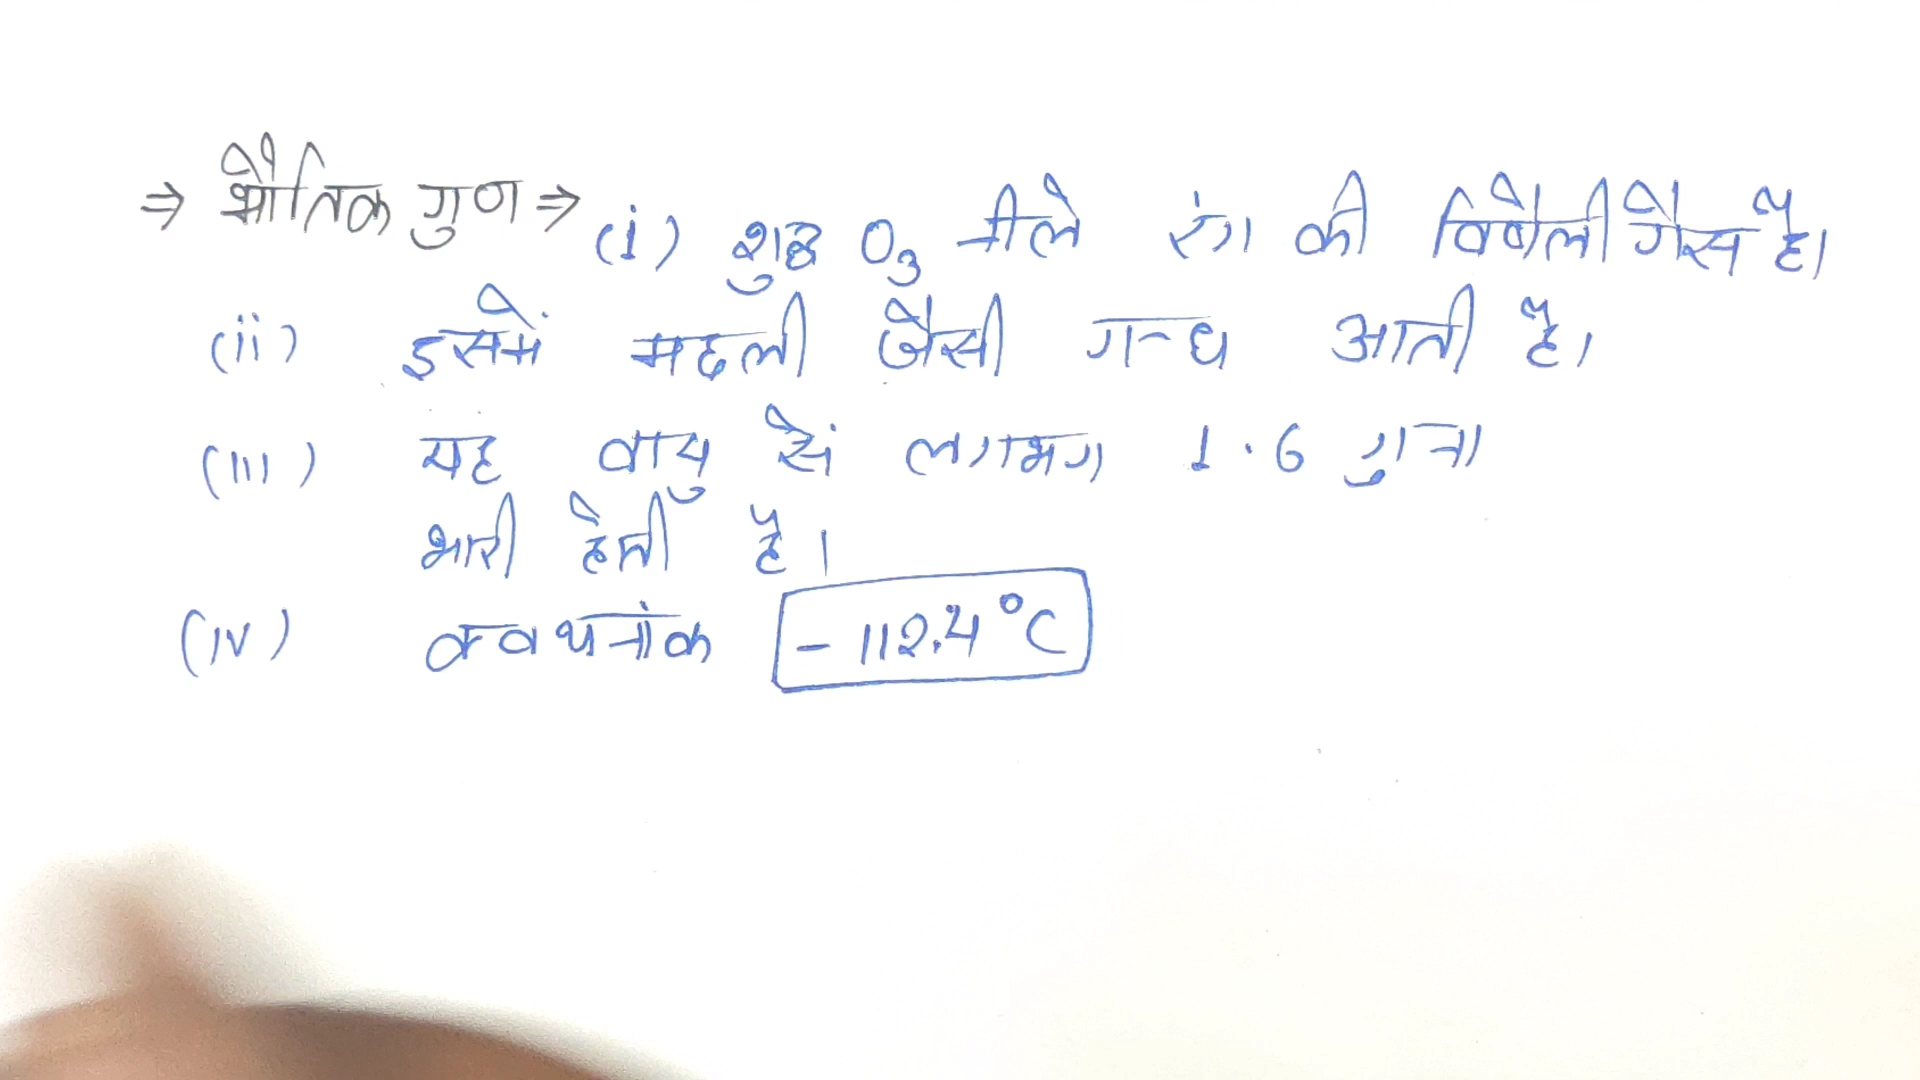 ⇒ भौतिक गुण ⇒ (i) शुद्ध O₃ नीले रंग की विषैली गैस है।
(ii) इसमें मछली जैसी गन्ध आती है।
(iii) यह वायु सें लगभग 1.6 गुना
भारी होती है।
(iv) क्वथनांक - 112.4°C